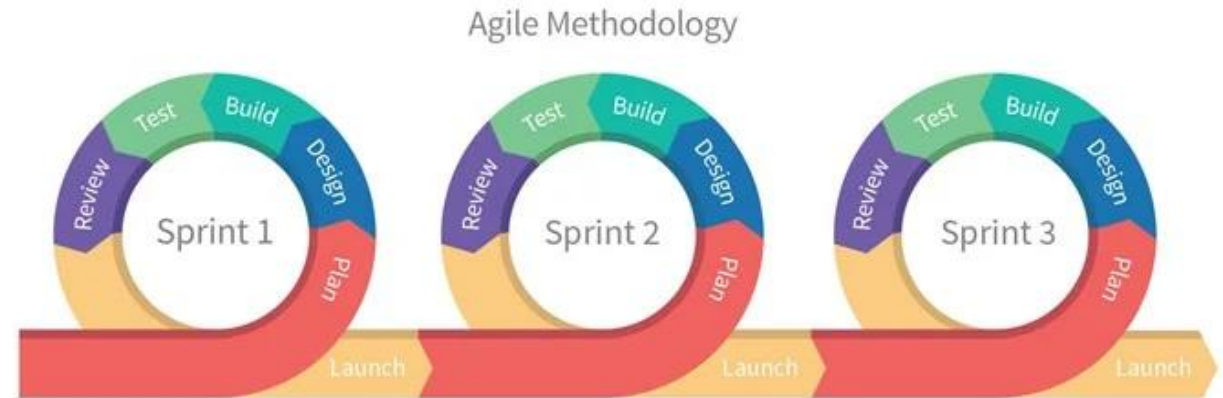 Agile Methodology
Test
Build
Review
Design
Sprint 1
Plan
Launch
Test
Build
Review
Design
Sprint 2
Plan
Launch
Test
Build
Review
Design
Sprint 3
Plan
Launch